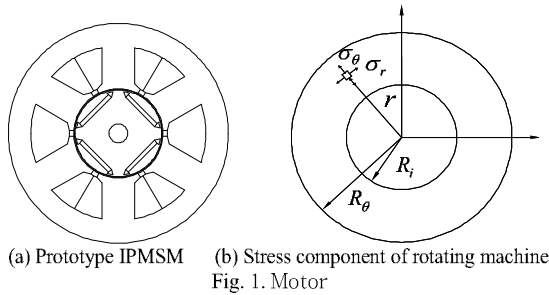 σθ σr
r
Ri
Rθ
(a) Prototype IPMSM (b) Stress component of rotating machine
Fig. 1. Motor